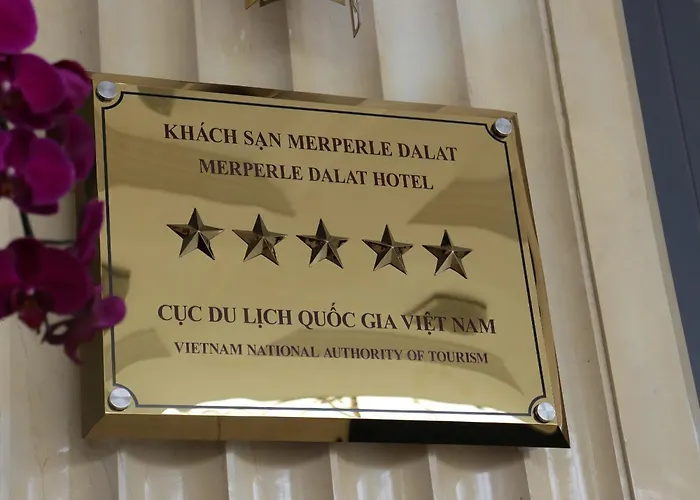 KHÁCH SẠN MERPERLE DALAT
MERPERLE DALAT HOTEL
CỤC DU LỊCH QUỐC GIA VIỆT NAM
VIETNAM NATIONAL AUTHORITY OF TOURISM